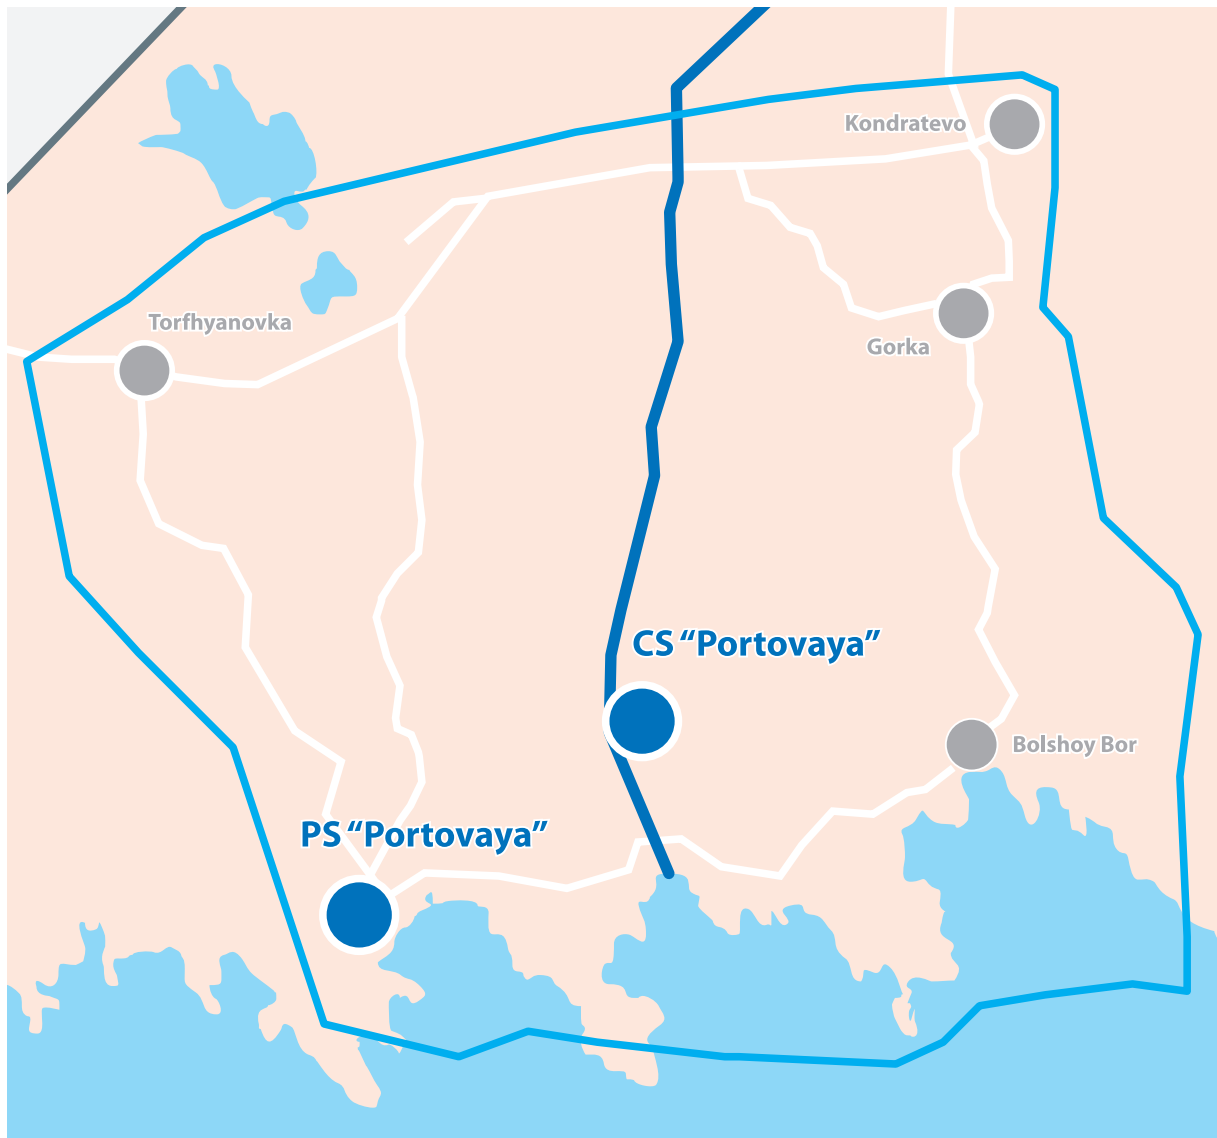 Kondratevo
Torfhyanovka
Gorka
CS “Portovaya”
Bolshoy Bor
PS “Portovaya”